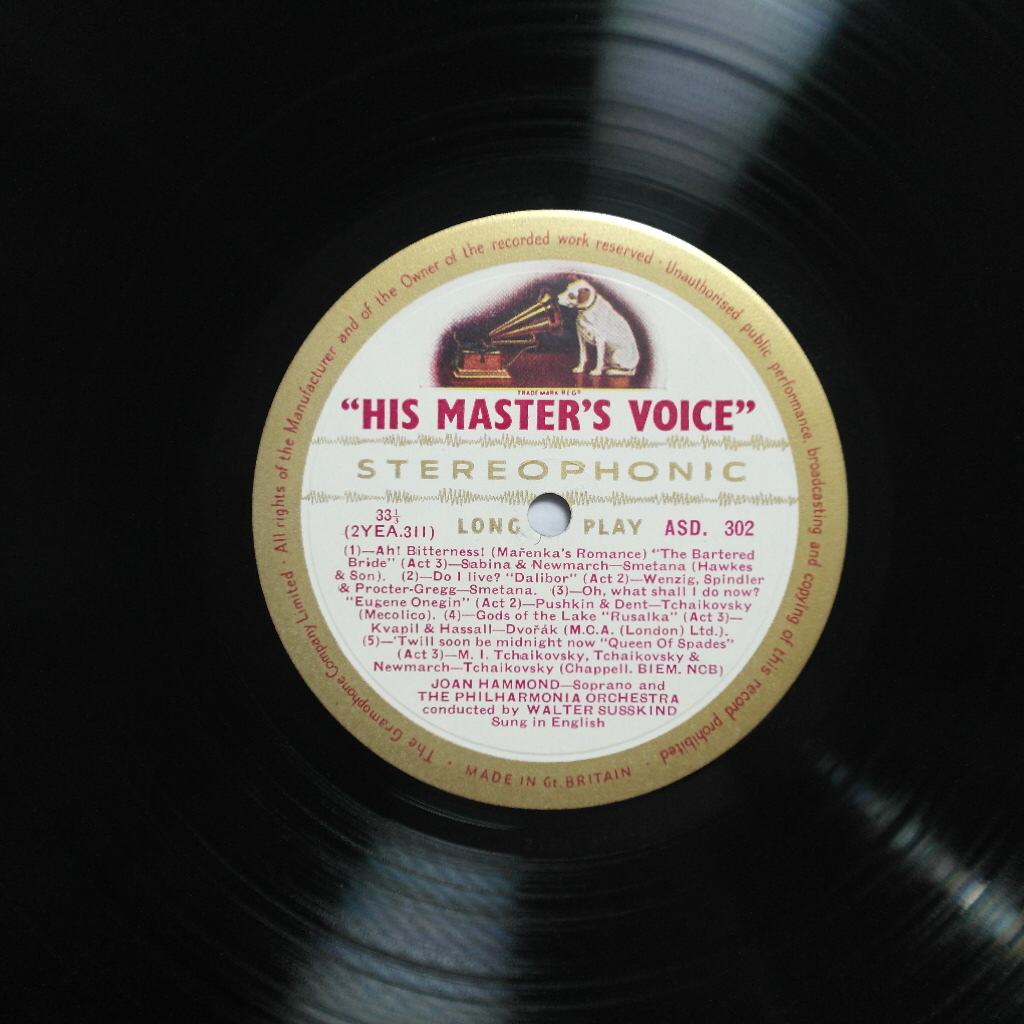 The Gramophone Company Limited · All rights of the Manufacturer and of the Owner of the recorded work reserved · Unauthorised public performance, broadcasting and copying of this record prohibited ·
TRADE MARK REGD
“HIS MASTER'S VOICE”
STEREOPHONIC
33⅓
(2YEA.311) LONG PLAY ASD. 302
(1)—Ah! Bitterness! (Mařenka's Romance) “The Bartered
Bride” (Act 3)—Sabina & Newmarch—Smetana (Hawkes
& Son). (2)—Do I live? “Dalibor” (Act 2)—Wenzig, Spindler
& Procter-Gregg—Smetana. (3)—Oh, what shall I do now?
“Eugene Onegin” (Act 2)—Pushkin & Dent—Tchaikovsky
(Mecolico). (4)—Gods of the Lake “Rusalka” (Act 3)—
Kvapil & Hassall—Dvořák (M.C.A. (London) Ltd.).
(5)—'Twill soon be midnight now “Queen Of Spades”
(Act 3)—M. I. Tchaikovsky, Tchaikovsky &
Newmarch—Tchaikovsky (Chappell. BIEM. NCB)
JOAN HAMMOND—Soprano and
THE PHILHARMONIA ORCHESTRA
conducted by WALTER SUSSKIND
Sung in English
· MADE IN Gt. BRITAIN ·